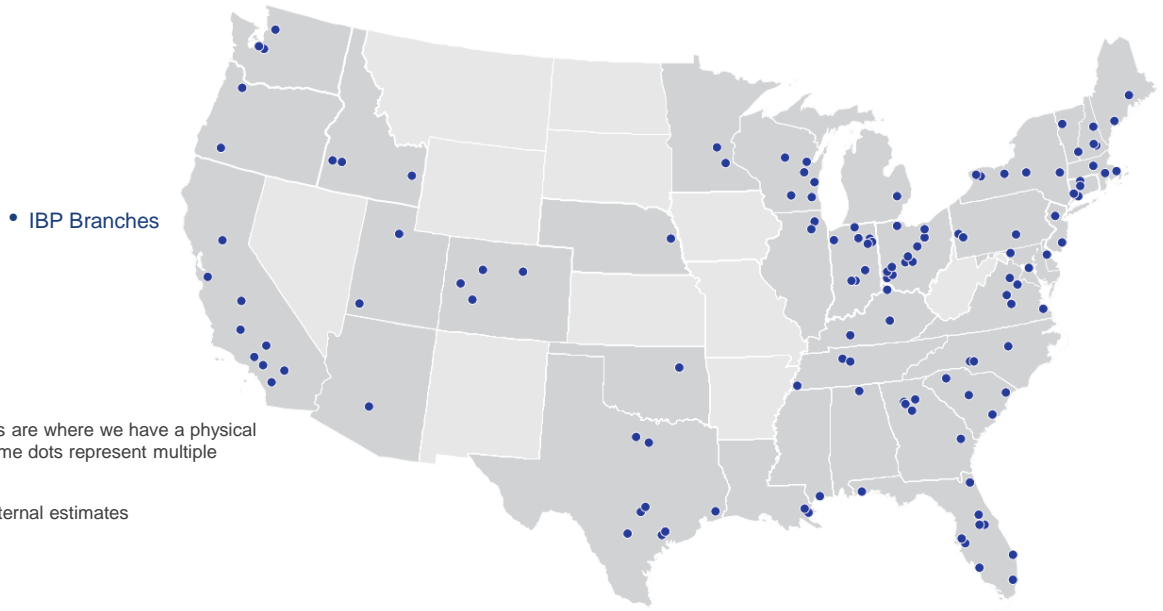 • IBP Branches
s are where we have a physical
me dots represent multiple
ternal estimates